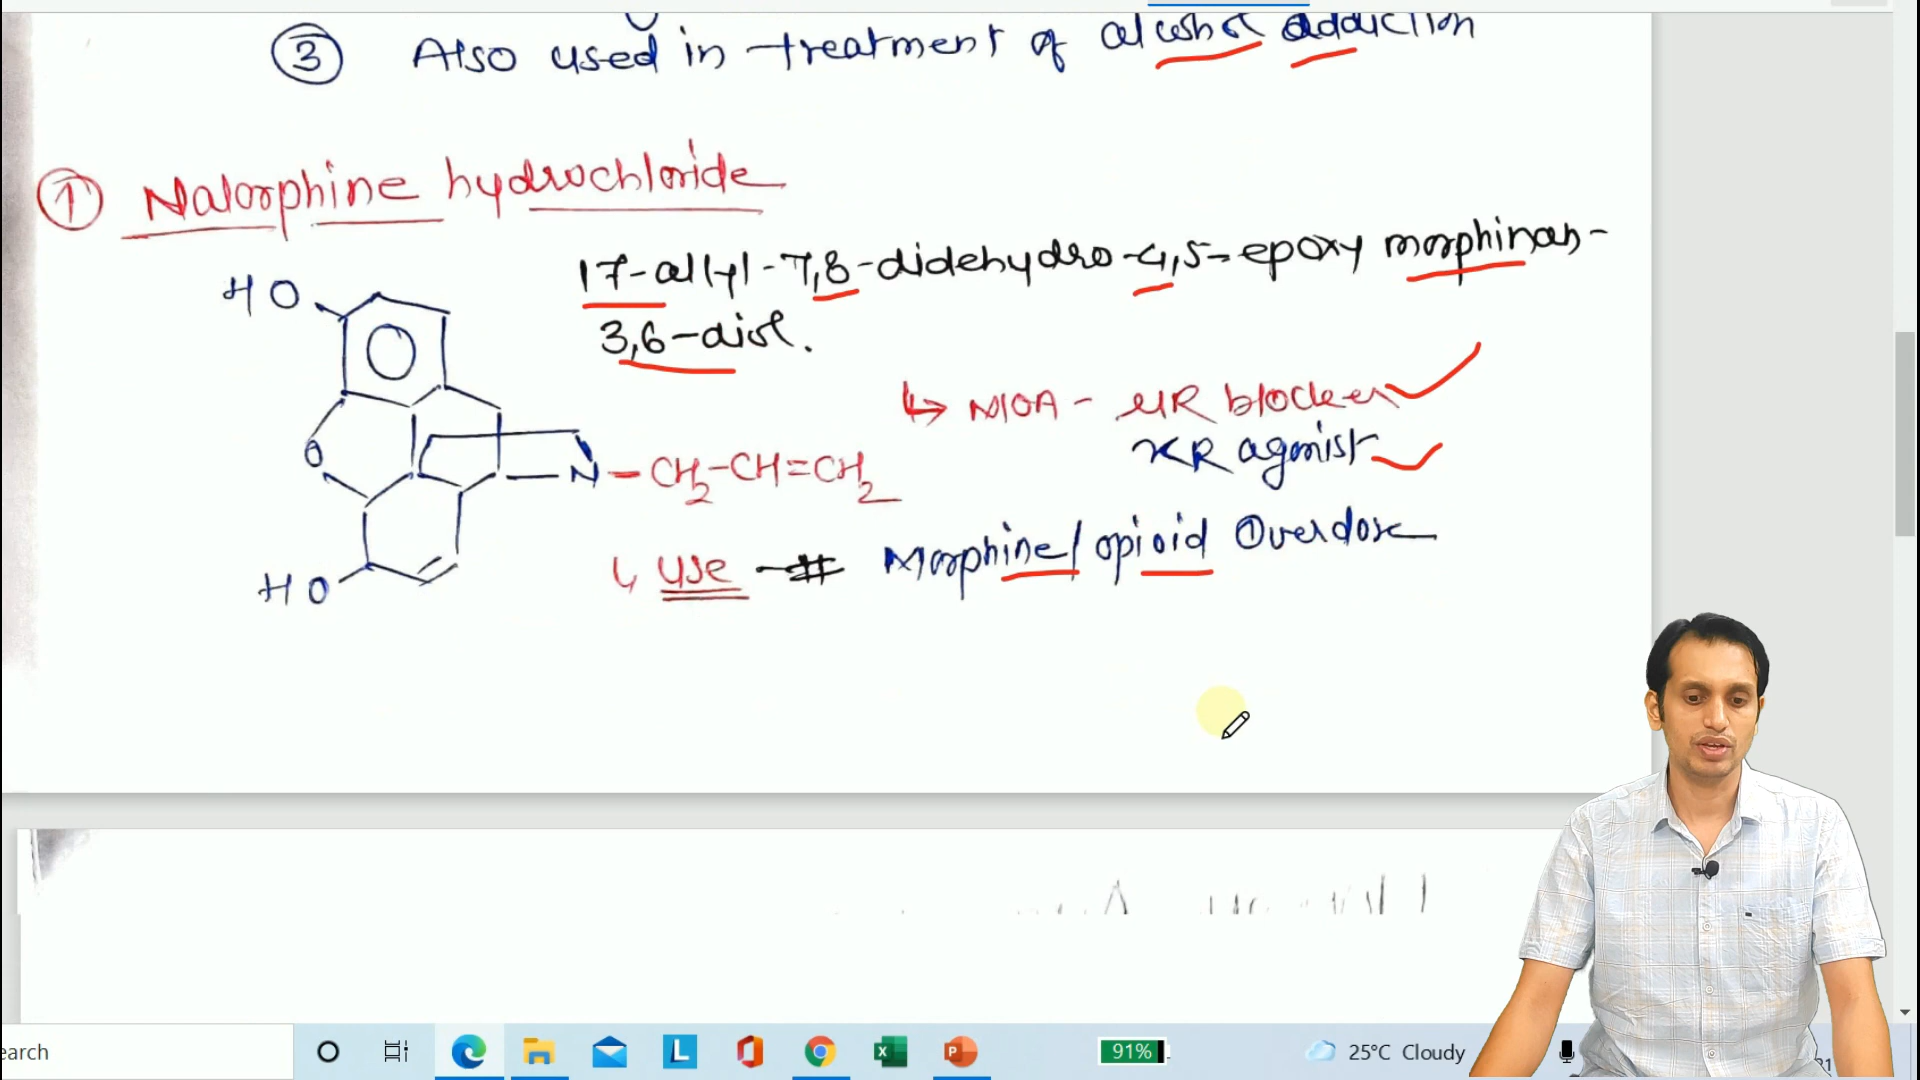 ③ Also used in treatment of alcohol addiction
① Nalorphine hydrochloride
17-allyl-7,8-didehydro-4,5-epoxy morphinan-
3,6-diol.
HO
↳ MOA - μR blocker
κR agonist
O
N-CH2-CH=CH2
↳ Use Morphine/opioid Overdose
HO
earch
91%
25°C Cloudy